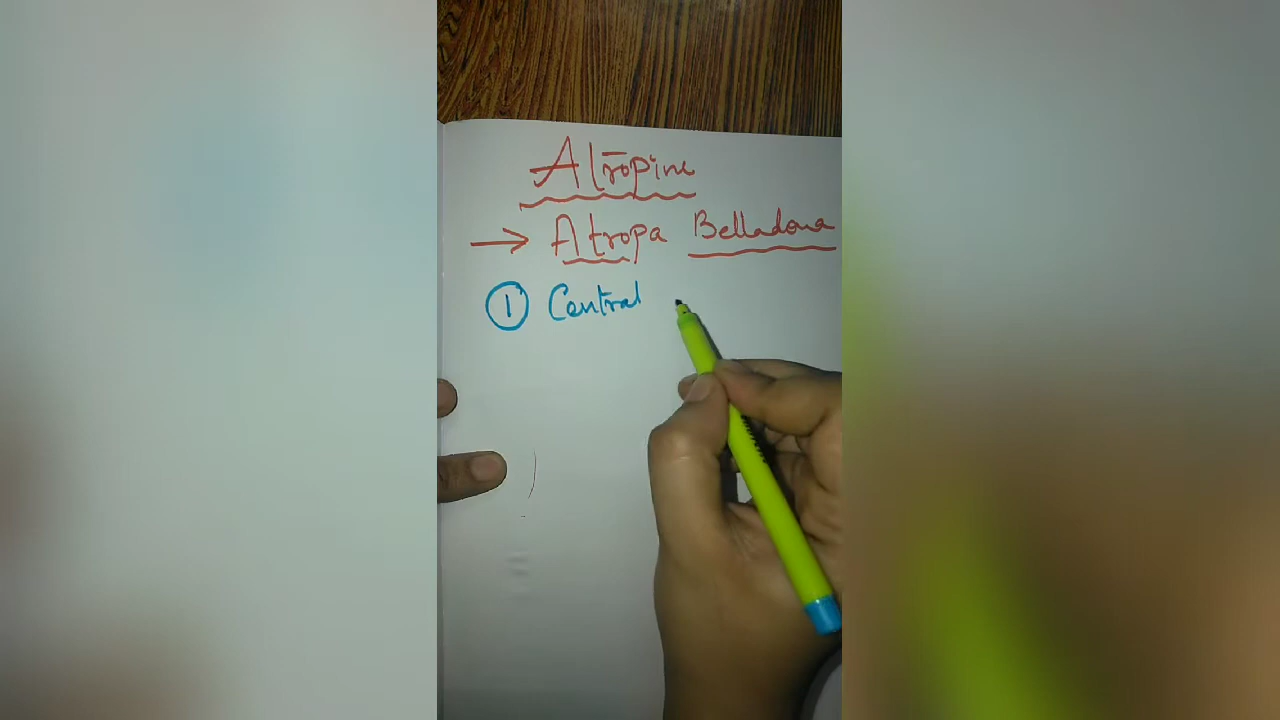 Atropine
→ Atropa Belladona
① Central